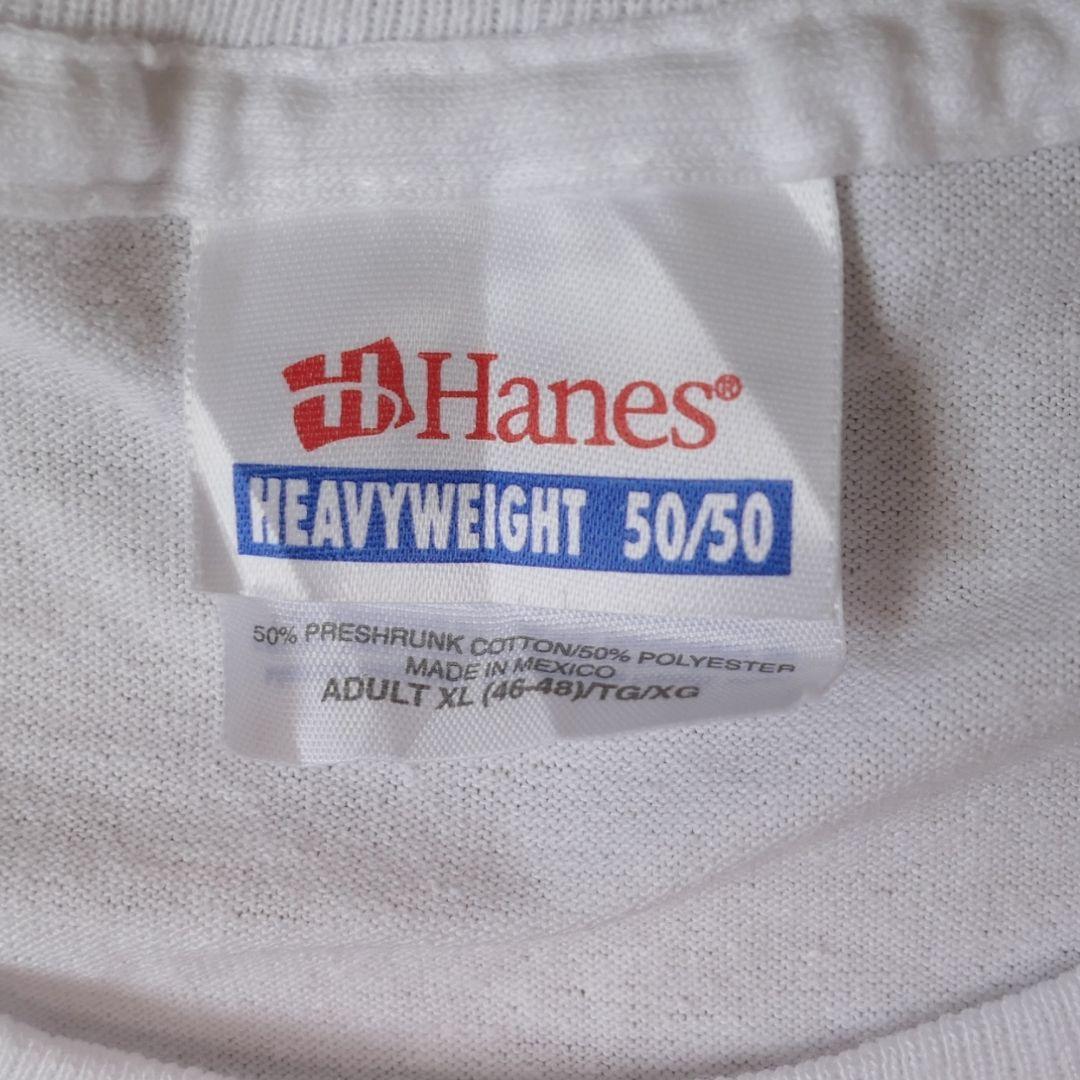 H Hanes®
HEAVYWEIGHT 50/50
50% PRESHRUNK COTTON/50% POLYESTER
MADE IN MEXICO
ADULT XL (46-48)/TG/XG